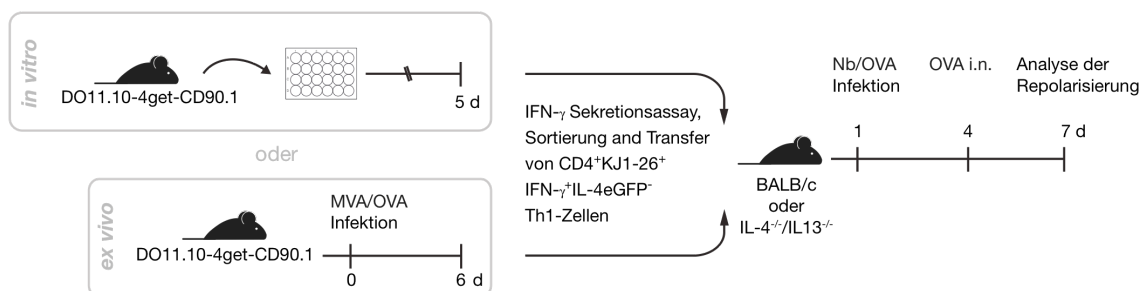 in vitro
DO11.10-4get-CD90.1
5 d
oder
ex vivo
DO11.10-4get-CD90.1
MVA/OVA
Infektion
0
6 d
IFN-γ Sekretionsassay,
Sortierung and Transfer
von CD4⁺KJ1-26⁺
IFN-γ⁺IL-4eGFP⁻
Th1-Zellen
BALB/c
oder
IL-4⁻/⁻/IL13⁻/⁻
Nb/OVA
Infektion
OVA i.n.
Analyse der
Repolarisierung
1
4
7 d